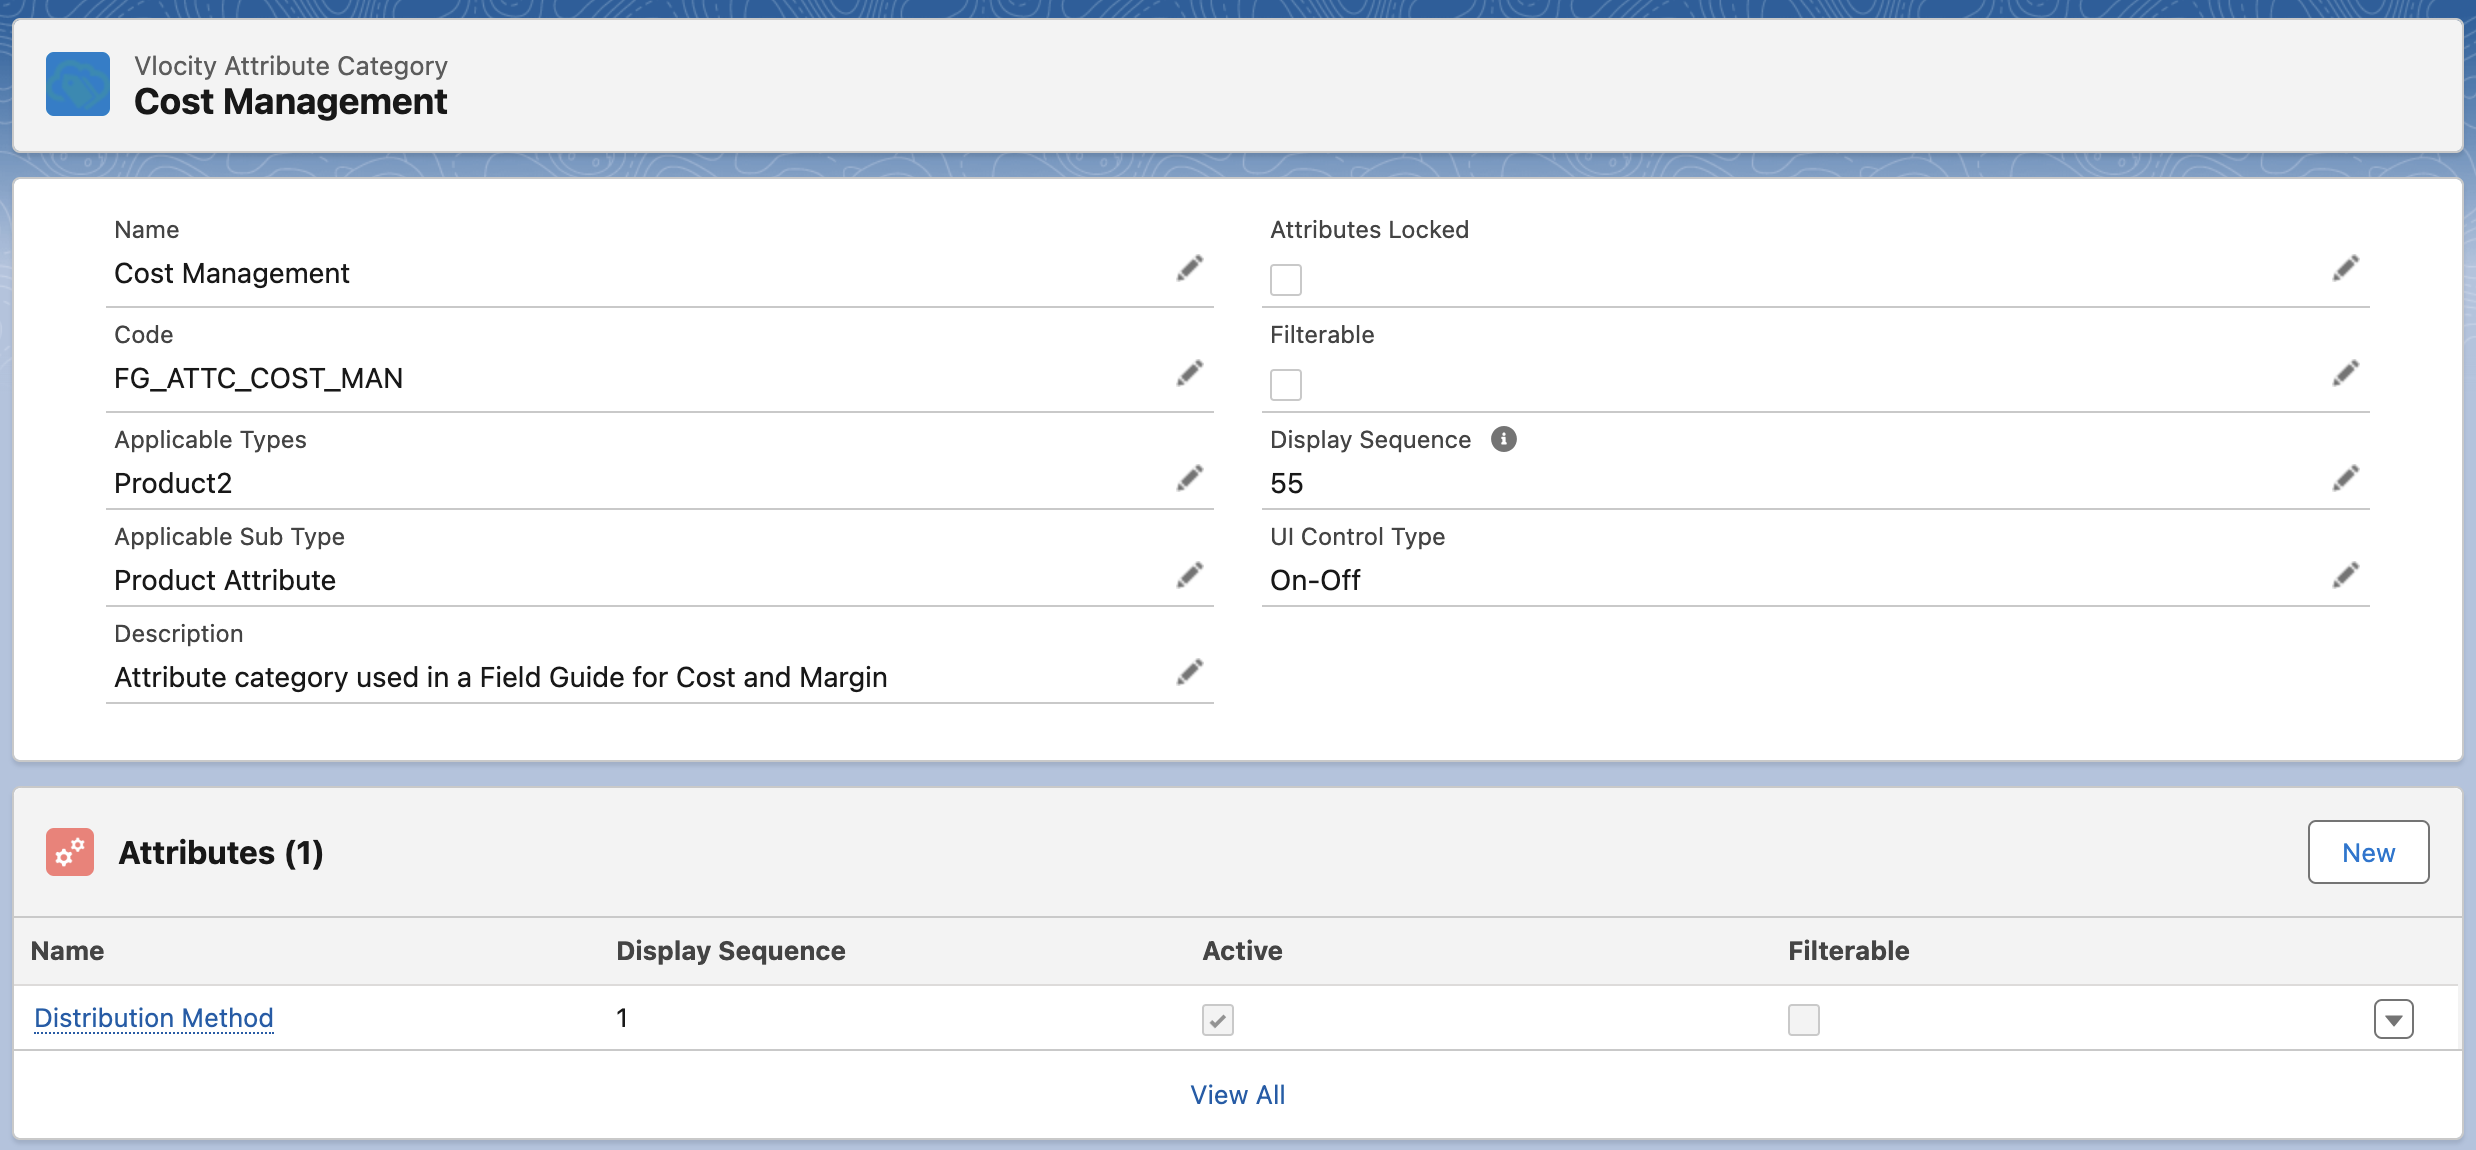 Vlocity Attribute Category
Cost Management
Name
Cost Management
Attributes Locked
Code
FG_ATTC_COST_MAN
Filterable
Applicable Types
Product2
Display Sequence
55
Applicable Sub Type
Product Attribute
UI Control Type
On-Off
Description
Attribute category used in a Field Guide for Cost and Margin
Attributes (1)
New
Name Display Sequence Active Filterable
Distribution Method 1
View All